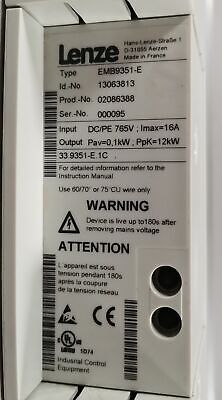 Lenze
Hans-Lenze-Straße 1
D-31855 Aerzen
Made in France
Type EMB9351-E
Id.-No 13063813
Prod.-No 02086388
Ser.-No. 000095
Input DC/PE 765V ; Imax=16A
Output Pav=0,1kW , PpK=12kW
33.9351-E.1C
For detailed information refer to the
Instruction Manual
Use 60/70° or 75°CU wire only
WARNING
Device is live up to180s after
removing mains voltage
ATTENTION
L appareil est sous
tension pendant 180s
après la coupure
de la tension réseau
UL
LISTED 1D74
Industrial Control
Equipment